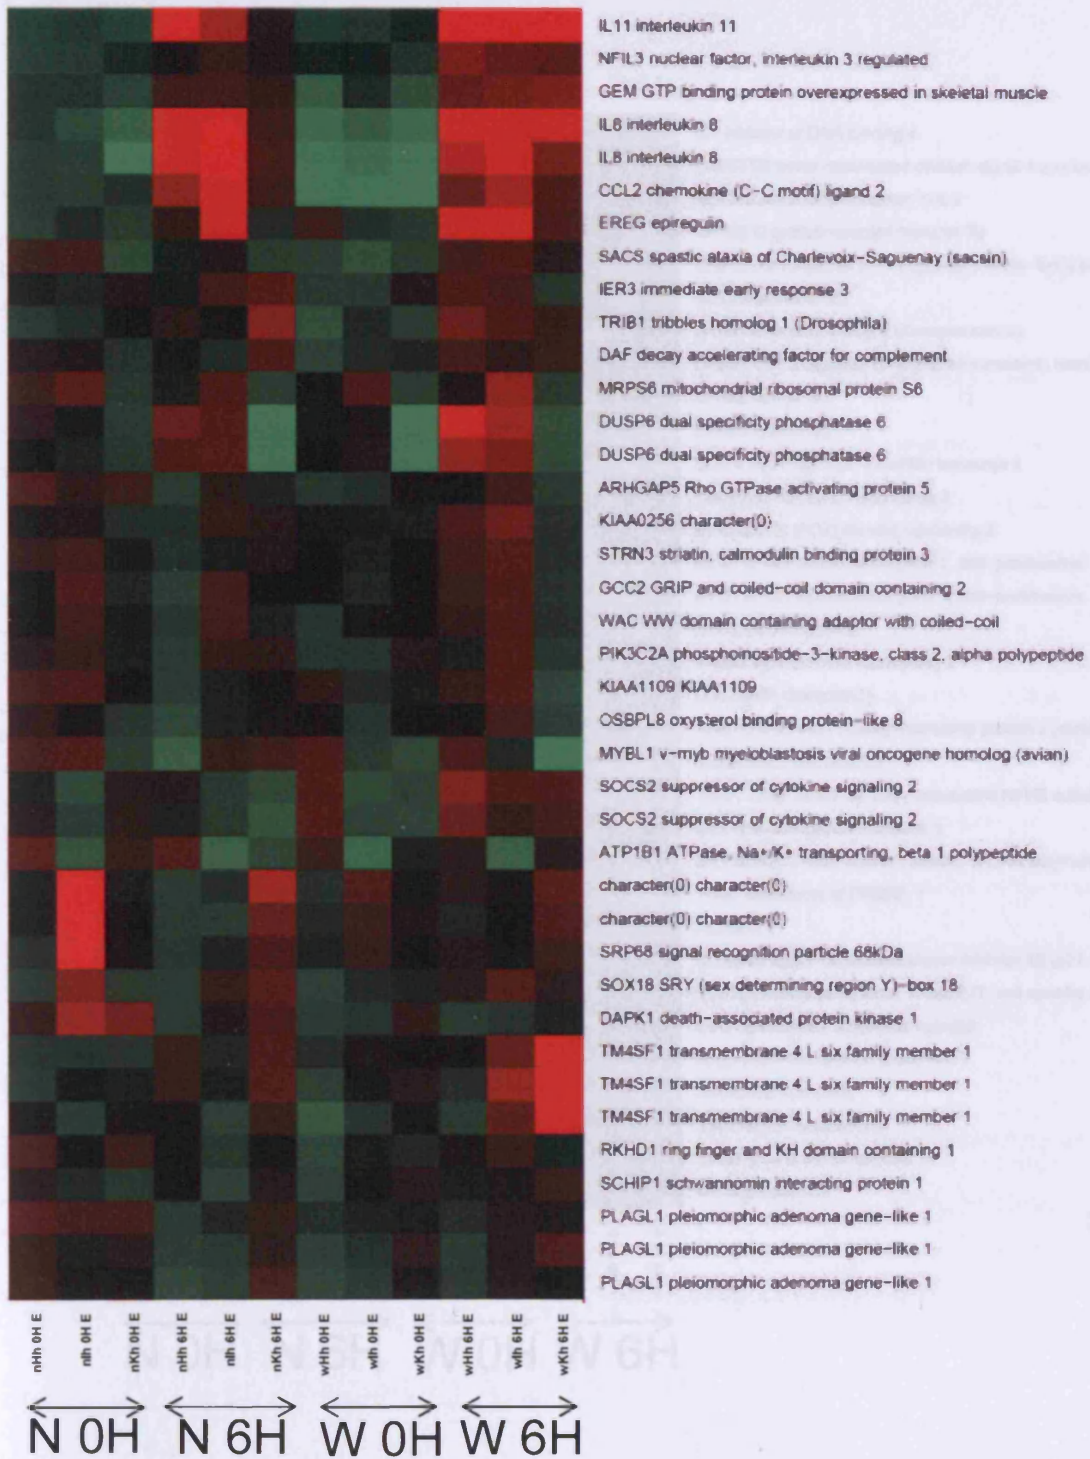 IL11 interleukin 11
NFIL3 nuclear factor, interleukin 3 regulated
GEM GTP binding protein overexpressed in skeletal muscle
IL8 interleukin 8
IL8 interleukin 8
CCL2 chemokine (C-C motif) ligand 2
EREG epiregulin
SACS spastic ataxia of Charlevoix-Saguenay (sacsin)
IER3 immediate early response 3
TRIB1 tribbles homolog 1 (Drosophila)
DAF decay accelerating factor for complement
MRPS6 mitochondrial ribosomal protein S6
DUSP6 dual specificity phosphatase 6
DUSP6 dual specificity phosphatase 6
ARHGAP5 Rho GTPase activating protein 5
KIAA0256 character(0)
STRN3 striatin, calmodulin binding protein 3
GCC2 GRIP and coiled-coil domain containing 2
WAC WW domain containing adaptor with coiled-coil
PIK3C2A phosphoinositide-3-kinase, class 2, alpha polypeptide
KIAA1109 KIAA1109
OSBPL8 oxysterol binding protein-like 8
MYBL1 v-myb myeloblastosis viral oncogene homolog (avian)
SOCS2 suppressor of cytokine signaling 2
SOCS2 suppressor of cytokine signaling 2
ATP1B1 ATPase, Na+/K+ transporting, beta 1 polypeptide
character(0) character(0)
character(0) character(0)
SRP68 signal recognition particle 68kDa
SOX18 SRY (sex determining region Y)-box 18
DAPK1 death-associated protein kinase 1
TM4SF1 transmembrane 4 L six family member 1
TM4SF1 transmembrane 4 L six family member 1
TM4SF1 transmembrane 4 L six family member 1
RKHD1 ring finger and KH domain containing 1
SCHIP1 schwannomin interacting protein 1
PLAGL1 pleiomorphic adenoma gene-like 1
PLAGL1 pleiomorphic adenoma gene-like 1
PLAGL1 pleiomorphic adenoma gene-like 1
nHh 0H E
nIh 0H E
nKh 0H E
nHh 6H E
nIh 6H E
nKh 6H E
wHh 0H E
wIh 0H E
wKh 0H E
wHh 6H E
wIh 6H E
wKh 6H E
N 0H N 6H W 0H W 6H